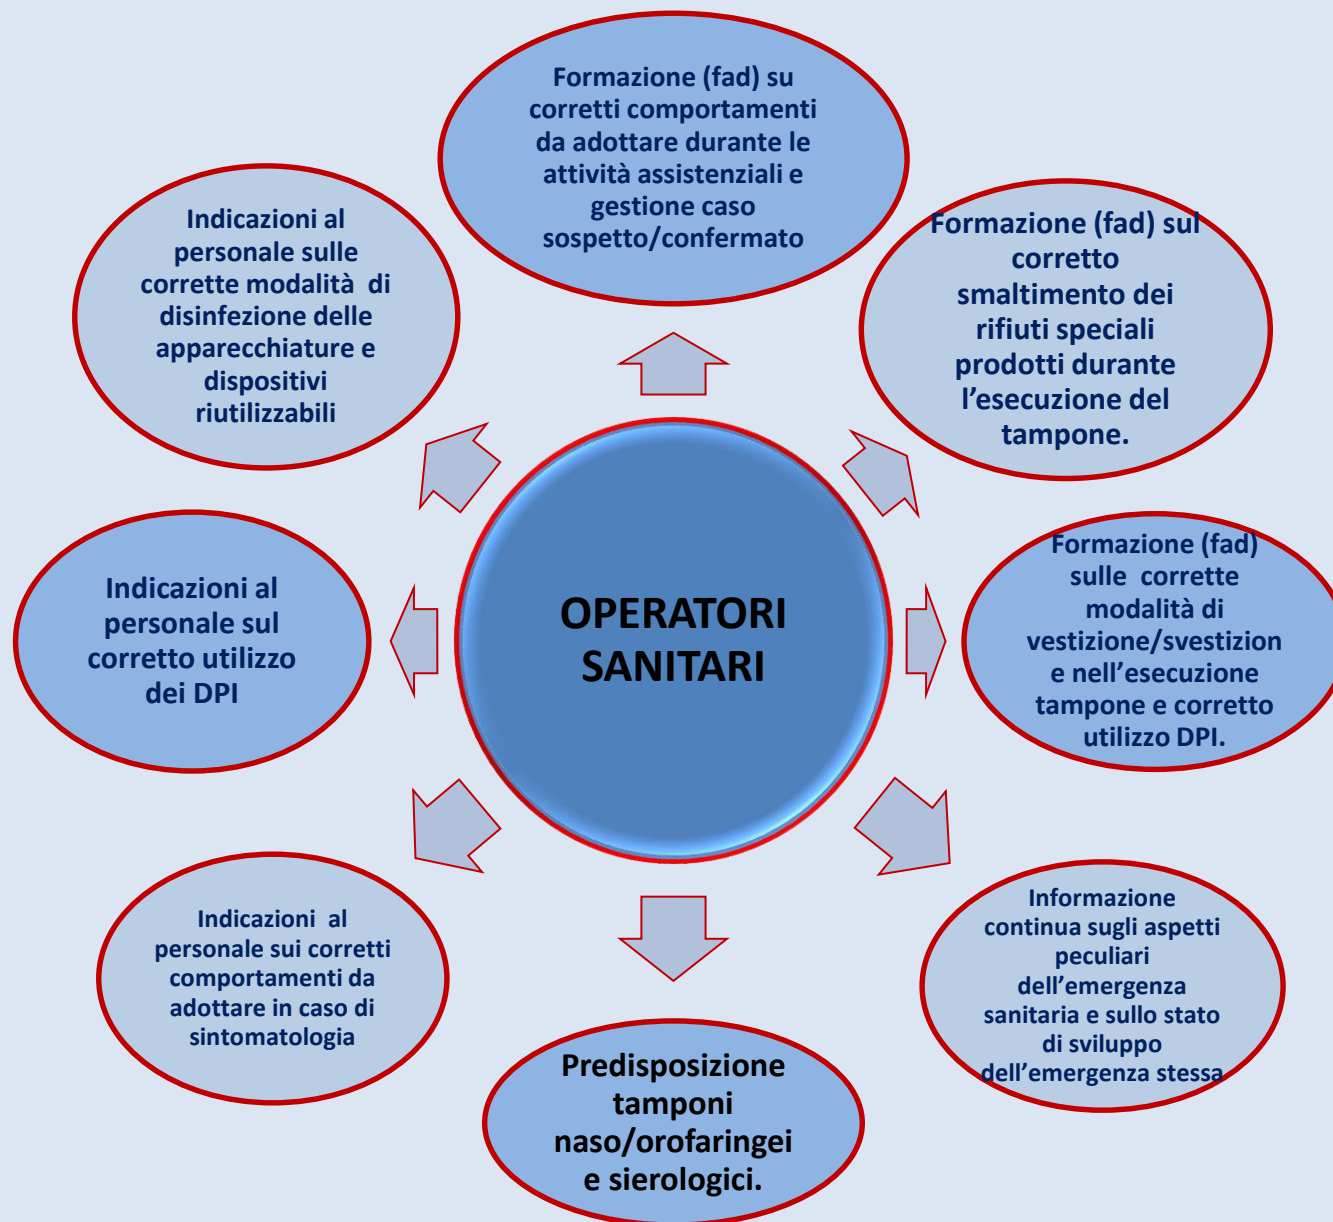 Formazione (fad) su
corretti comportamenti
da adottare durante le
attività assistenziali e
gestione caso
sospetto/confermato
Formazione (fad) sul
corretto
smaltimento dei
rifiuti speciali
prodotti durante
l’esecuzione del
tampone.
Formazione (fad)
sulle corrette
modalità di
vestizione/svestizion
e nell’esecuzione
tampone e corretto
utilizzo DPI.
Informazione
continua sugli aspetti
peculiari
dell’emergenza
sanitaria e sullo stato
di sviluppo
dell’emergenza stessa
Predisposizione
tamponi
naso/orofaringei
e sierologici.
Indicazioni al
personale sui corretti
comportamenti da
adottare in caso di
sintomatologia
Indicazioni al
personale sul
corretto utilizzo
dei DPI
Indicazioni al
personale sulle
corrette modalità di
disinfezione delle
apparecchiature e
dispositivi
riutilizzabili
OPERATORI
SANITARI